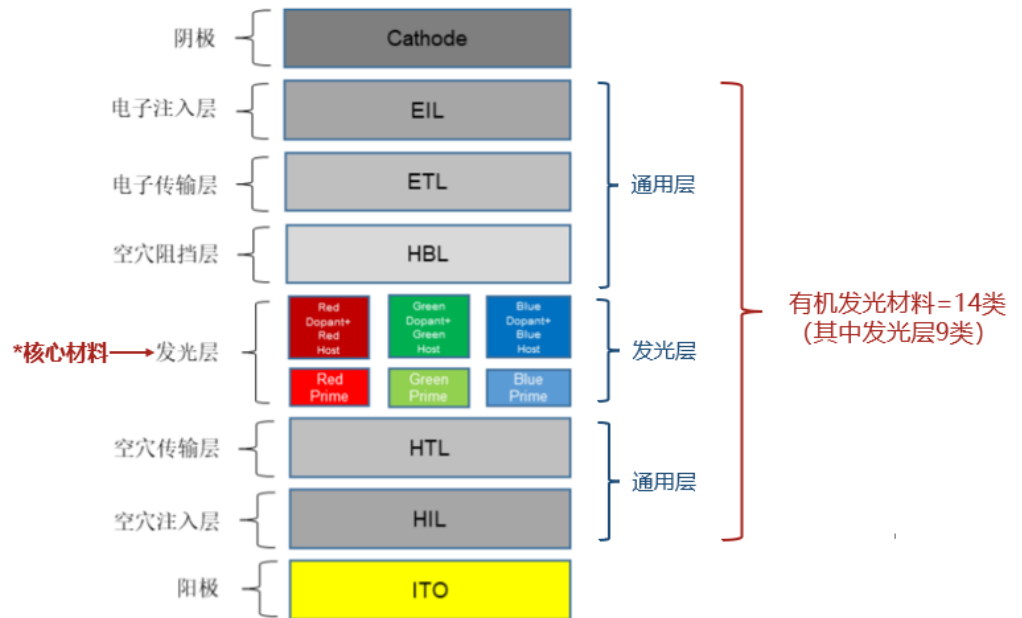 阴极
Cathode
电子注入层
EIL
电子传输层
ETL
通用层
空穴阻挡层
HBL
Red
Dopant+
Red
Host
Green
Dopant+
Green
Host
Blue
Dopant+
Blue
Host
有机发光材料=14类
(其中发光层9类)
*核心材料
发光层
发光层
Red
Prime
Green
Prime
Blue
Prime
空穴传输层
HTL
通用层
空穴注入层
HIL
阳极
ITO